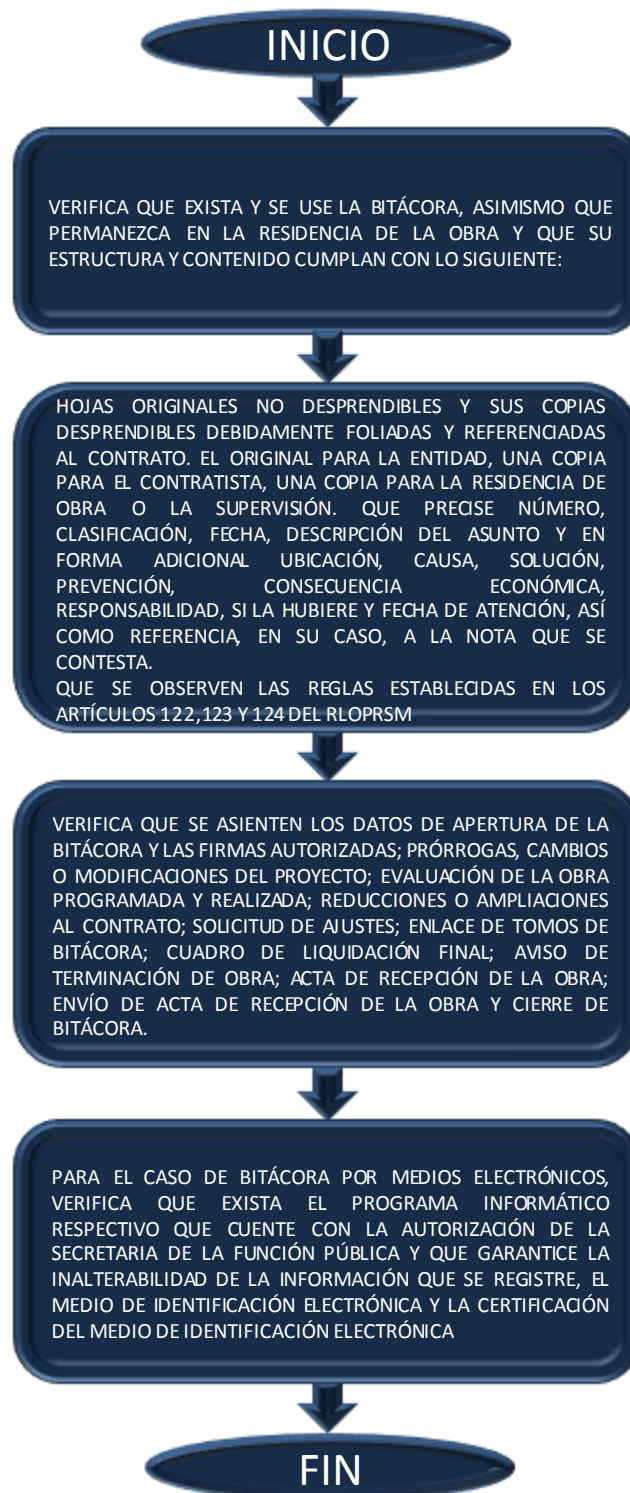 INICIO
VERIFICA QUE EXISTA Y SE USE LA BITÁCORA, ASIMISMO QUE
PERMANEZCA EN LA RESIDENCIA DE LA OBRA Y QUE SU
ESTRUCTURA Y CONTENIDO CUMPLAN CON LO SIGUIENTE:
HOJAS ORIGINALES NO DESPRENDIBLES Y SUS COPIAS
DESPRENDIBLES DEBIDAMENTE FOLIADAS Y REFERENCIADAS
AL CONTRATO. EL ORIGINAL PARA LA ENTIDAD, UNA COPIA
PARA EL CONTRATISTA, UNA COPIA PARA LA RESIDENCIA DE
OBRA O LA SUPERVISIÓN. QUE PRECISE NÚMERO,
CLASIFICACIÓN, FECHA, DESCRIPCIÓN DEL ASUNTO Y EN
FORMA ADICIONAL UBICACIÓN, CAUSA, SOLUCIÓN,
PREVENCIÓN, CONSECUENCIA ECONÓMICA,
RESPONSABILIDAD, SI LA HUBIERE Y FECHA DE ATENCIÓN, ASÍ
COMO REFERENCIA, EN SU CASO, A LA NOTA QUE SE
CONTESTA.
QUE SE OBSERVEN LAS REGLAS ESTABLECIDAS EN LOS
ARTÍCULOS 122,123 Y 124 DEL RLOPRSM
VERIFICA QUE SE ASIENTEN LOS DATOS DE APERTURA DE LA
BITÁCORA Y LAS FIRMAS AUTORIZADAS; PRÓRROGAS, CAMBIOS
O MODIFICACIONES DEL PROYECTO; EVALUACIÓN DE LA OBRA
PROGRAMADA Y REALIZADA; REDUCCIONES O AMPLIACIONES
AL CONTRATO; SOLICITUD DE AJUSTES; ENLACE DE TOMOS DE
BITÁCORA; CUADRO DE LIQUIDACIÓN FINAL; AVISO DE
TERMINACIÓN DE OBRA; ACTA DE RECEPCIÓN DE LA OBRA;
ENVÍO DE ACTA DE RECEPCIÓN DE LA OBRA Y CIERRE DE
BITÁCORA.
PARA EL CASO DE BITÁCORA POR MEDIOS ELECTRÓNICOS,
VERIFICA QUE EXISTA EL PROGRAMA INFORMÁTICO
RESPECTIVO QUE CUENTE CON LA AUTORIZACIÓN DE LA
SECRETARIA DE LA FUNCIÓN PÚBLICA Y QUE GARANTICE LA
INALTERABILIDAD DE LA INFORMACIÓN QUE SE REGISTRE, EL
MEDIO DE IDENTIFICACIÓN ELECTRÓNICA Y LA CERTIFICACIÓN
DEL MEDIO DE IDENTIFICACIÓN ELECTRÓNICA
FIN